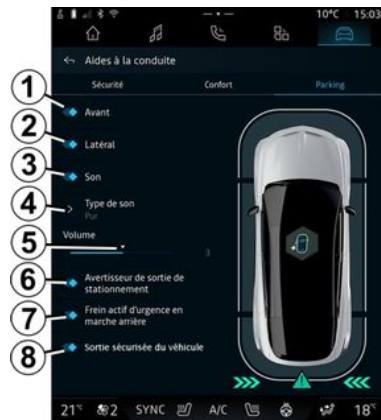 10°C 15:03
Aides à la conduite
Sécurité Confort Parking
1 Avant
2 Latéral
3 Son
4 Type de son
Pur
5 Volume
3
6 Avertisseur de sortie de
stationnement
7 Frein actif d'urgence en
marche arrière
8 Sortie sécurisée du véhicule
21° 2 SYNC A/C 18°